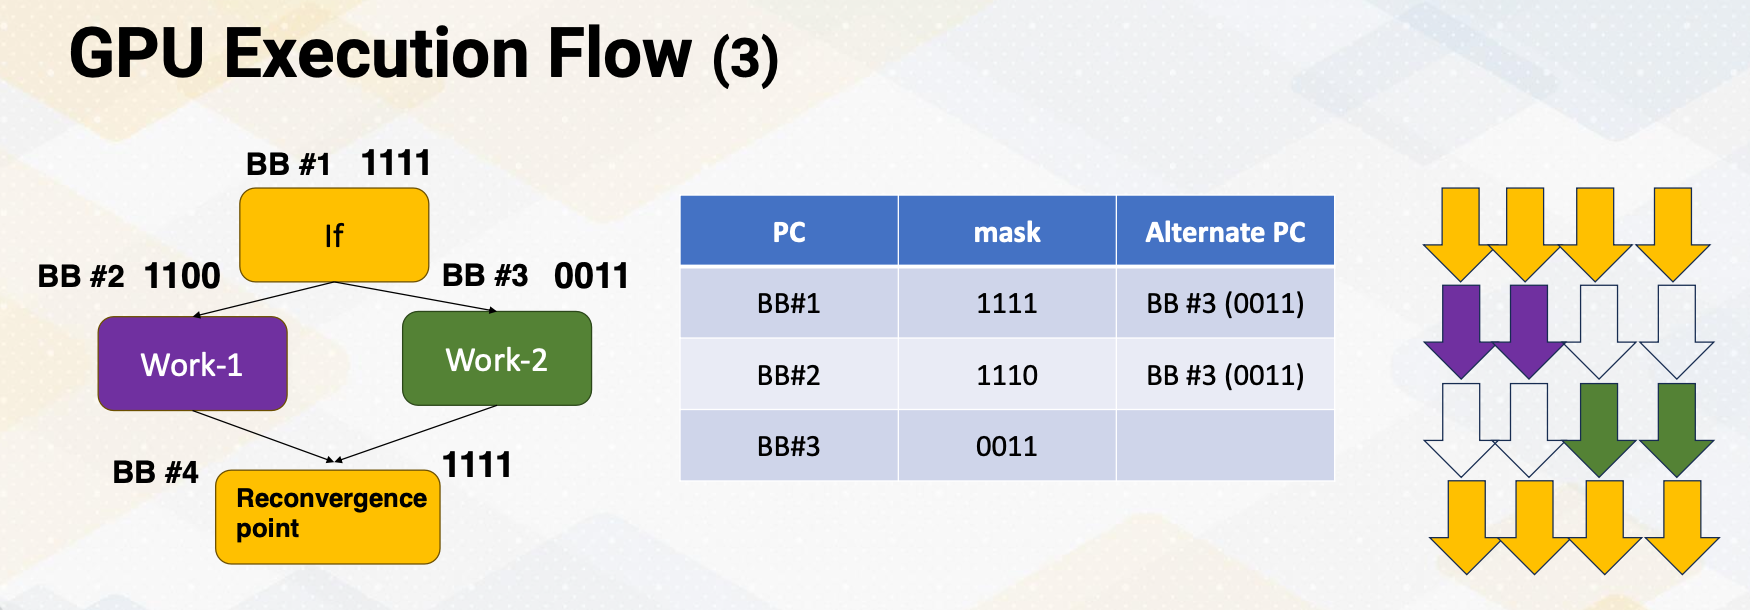 GPU Execution Flow (3)
BB #1 1111
If
BB #2 1100
BB #3 0011
Work-1
Work-2
BB #4
1111
Reconvergence
point
PC mask Alternate PC
BB#1 1111 BB #3 (0011)
BB#2 1110 BB #3 (0011)
BB#3 0011